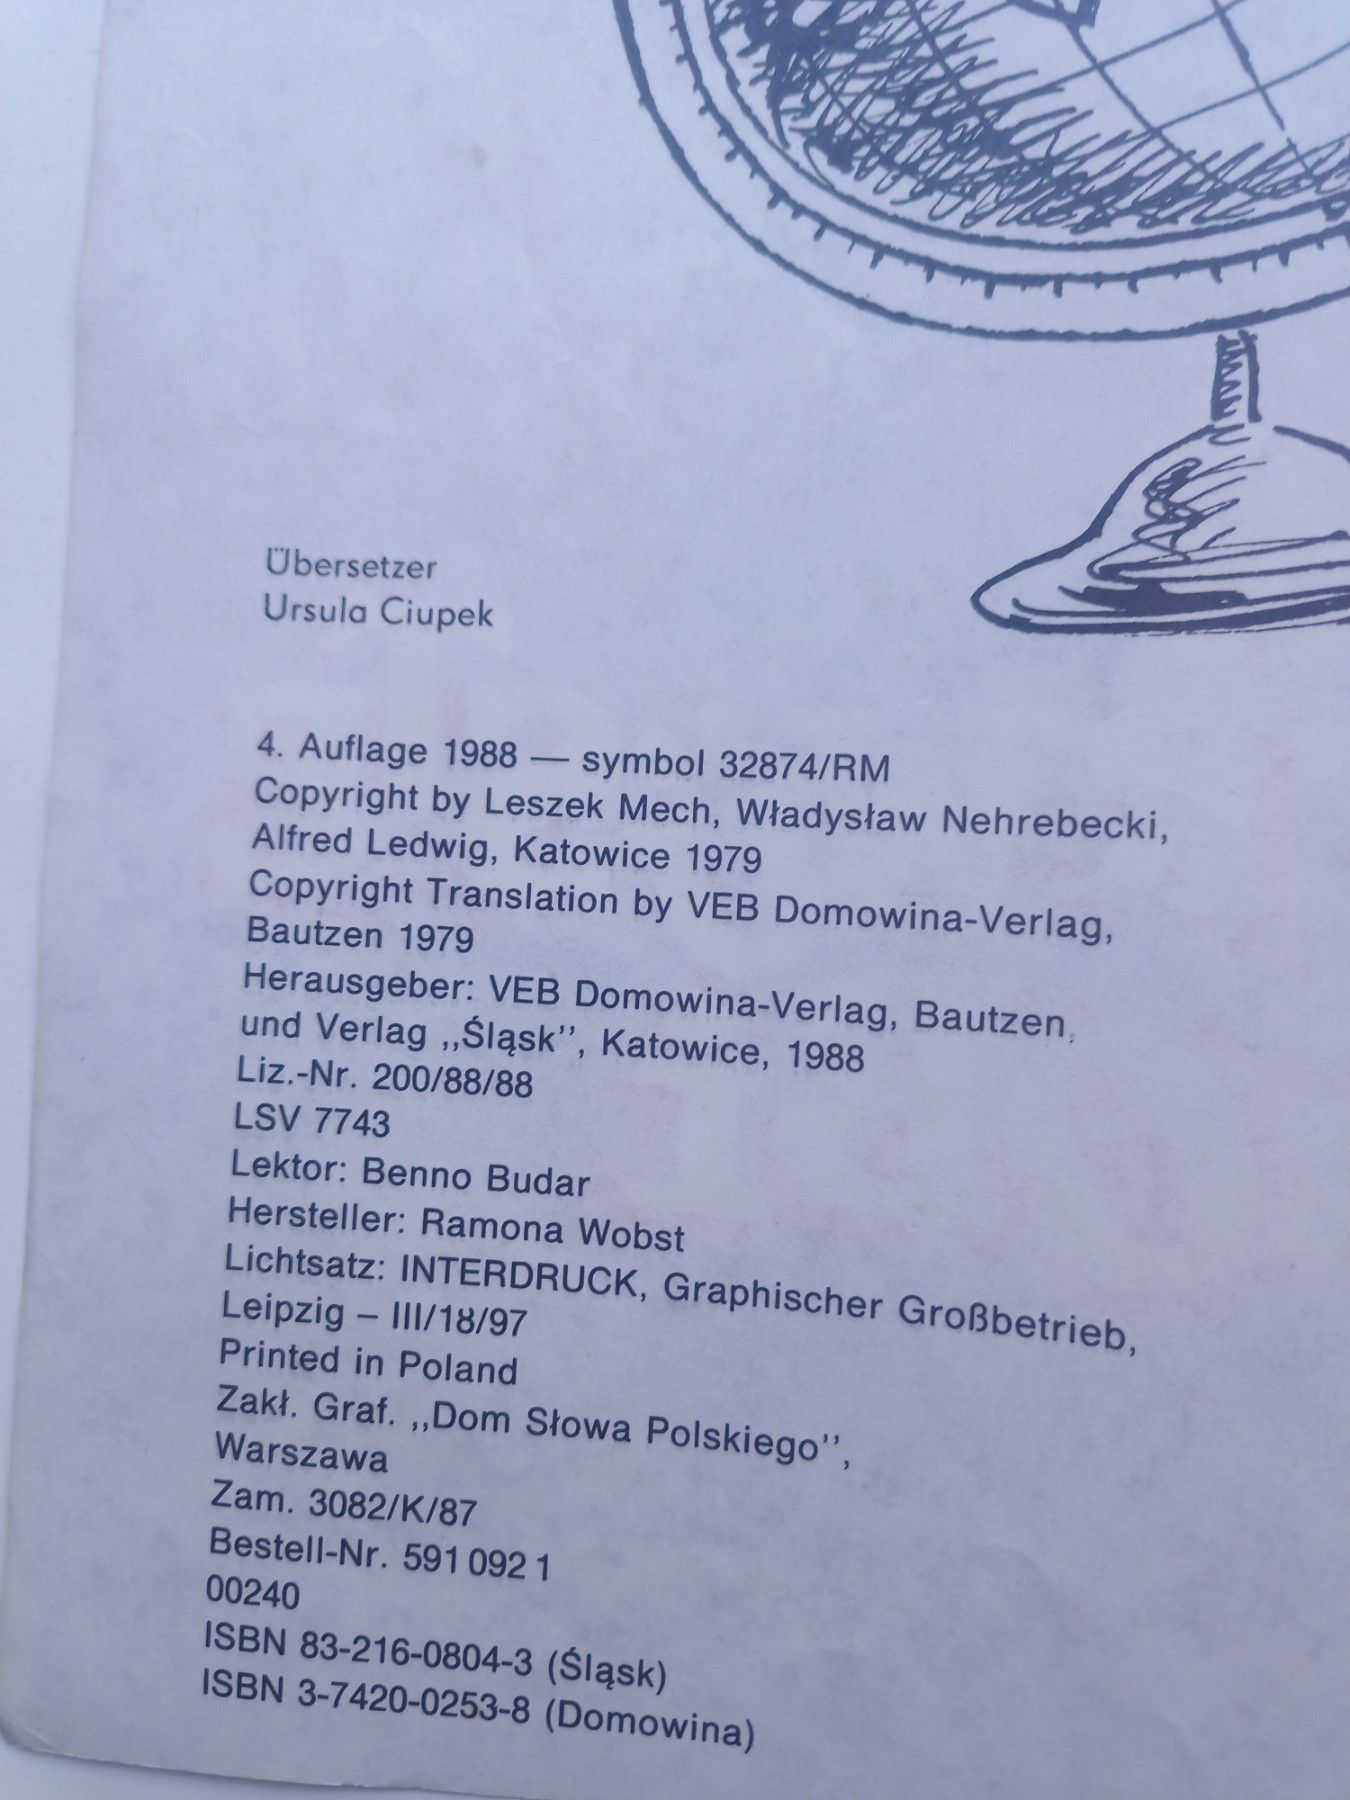 Übersetzer
Ursula Ciupek
4. Auflage 1988 — symbol 32874/RM
Copyright by Leszek Mech, Władysław Nehrebecki,
Alfred Ledwig, Katowice 1979
Copyright Translation by VEB Domowina-Verlag,
Bautzen 1979
Herausgeber: VEB Domowina-Verlag, Bautzen,
und Verlag ,,Śląsk’’, Katowice, 1988
Liz.-Nr. 200/88/88
LSV 7743
Lektor: Benno Budar
Hersteller: Ramona Wobst
Lichtsatz: INTERDRUCK, Graphischer Großbetrieb,
Leipzig – III/18/97
Printed in Poland
Zakł. Graf. ,,Dom Słowa Polskiego’’,
Warszawa
Zam. 3082/K/87
Bestell-Nr. 591 092 1
00240
ISBN 83-216-0804-3 (Śląsk)
ISBN 3-7420-0253-8 (Domowina)